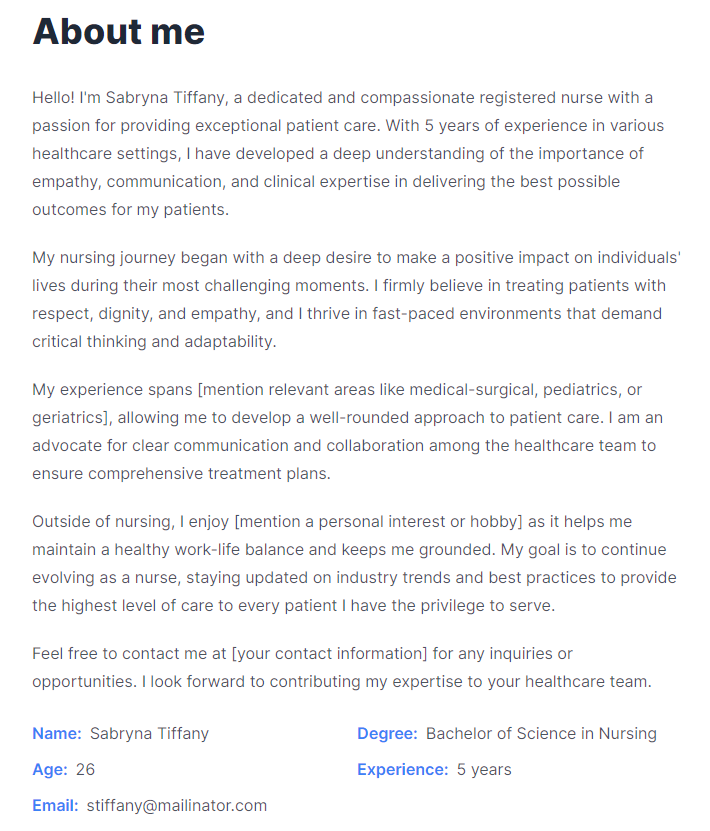 About me
Hello! I'm Sabryna Tiffany, a dedicated and compassionate registered nurse with a
passion for providing exceptional patient care. With 5 years of experience in various
healthcare settings, I have developed a deep understanding of the importance of
empathy, communication, and clinical expertise in delivering the best possible
outcomes for my patients.
My nursing journey began with a deep desire to make a positive impact on individuals'
lives during their most challenging moments. I firmly believe in treating patients with
respect, dignity, and empathy, and I thrive in fast-paced environments that demand
critical thinking and adaptability.
My experience spans [mention relevant areas like medical-surgical, pediatrics, or
geriatrics], allowing me to develop a well-rounded approach to patient care. I am an
advocate for clear communication and collaboration among the healthcare team to
ensure comprehensive treatment plans.
Outside of nursing, I enjoy [mention a personal interest or hobby] as it helps me
maintain a healthy work-life balance and keeps me grounded. My goal is to continue
evolving as a nurse, staying updated on industry trends and best practices to provide
the highest level of care to every patient I have the privilege to serve.
Feel free to contact me at [your contact information] for any inquiries or
opportunities. I look forward to contributing my expertise to your healthcare team.
Name: Sabryna Tiffany Degree: Bachelor of Science in Nursing
Age: 26 Experience: 5 years
Email: stiffany@mailinator.com